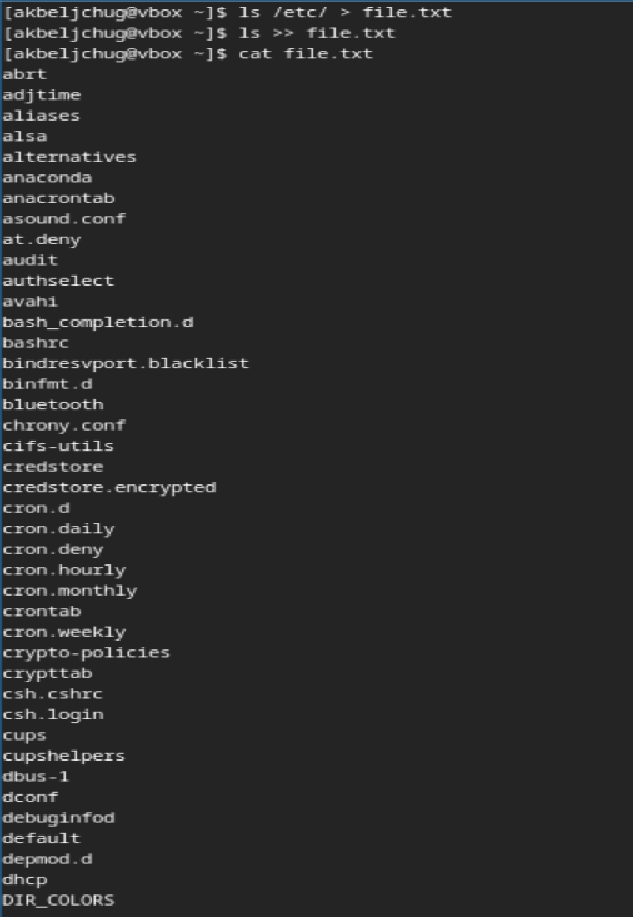 [akbeljchug@vbox ~]$ ls /etc/ > file.txt
[akbeljchug@vbox ~]$ ls >> file.txt
[akbeljchug@vbox ~]$ cat file.txt
abrt
adjtime
aliases
alsa
alternatives
anaconda
anacrontab
asound.conf
at.deny
audit
authselect
avahi
bash_completion.d
bashrc
bindresvport.blacklist
binfmt.d
bluetooth
chrony.conf
cifs-utils
credstore
credstore.encrypted
cron.d
cron.daily
cron.deny
cron.hourly
cron.monthly
crontab
cron.weekly
crypto-policies
crypttab
csh.cshrc
csh.login
cups
cupshelpers
dbus-1
dconf
debuginfod
default
depmod.d
dhcp
DIR_COLORS